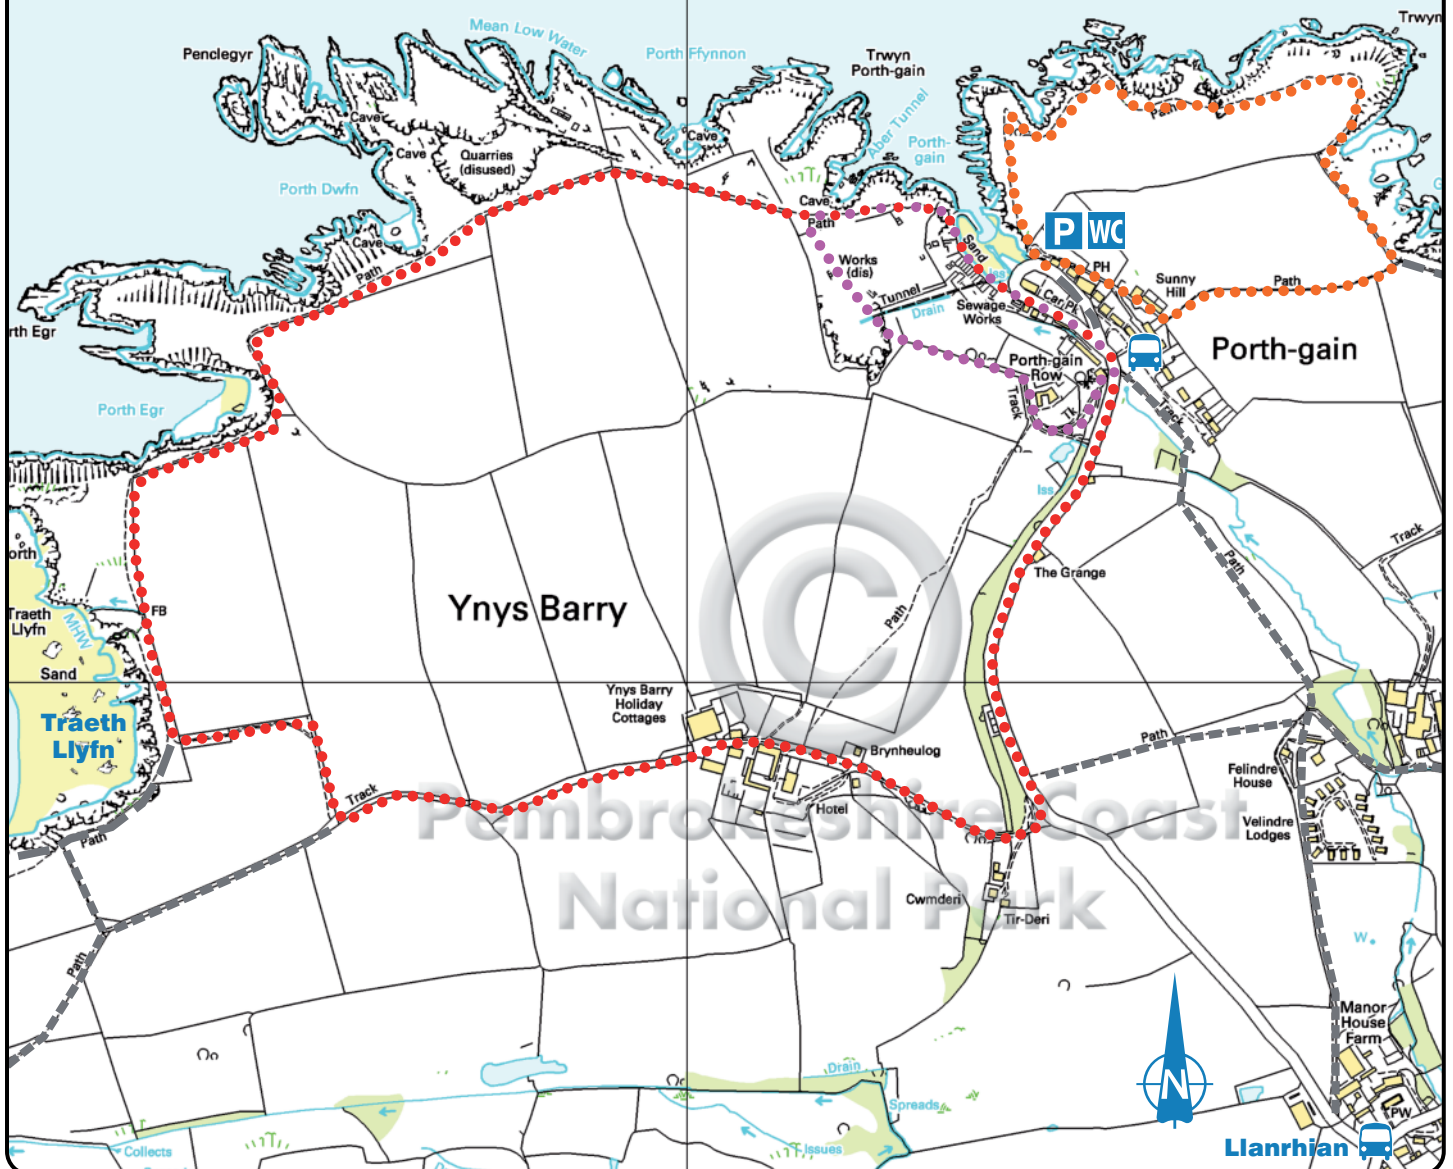 Mean Low Water
Trwyn
Penclegyr
Porth Ffynnon
Trwyn
Porth-gain
Aber Tunnel
Porth-
gain
Cave
Cave
Cave
Quarries
(disused)
Path
Porth Dwfn
Cave
Cave
Path
P
WC
Sand
Iss
PH
Works
(dis)
Path
Sunny
Hill
Path
Tunnel
Drain
Sewage
Works
Car Pk
rth Egr
Porth-gain
Row
Porth-gain
Porth Egr
Track
Tk
Track
Iss
Track
orth
Path
The Grange
Traeth
Llyfn
MHW
FB
Ynys Barry
Path
©
Sand
Ynys Barry
Holiday
Cottages
Traeth
Llyfn
Brynheulog
Path
Felindre
House
Track
Hotel
Velindre
Lodges
Pembrokeshire Coast
National Park
Path
Cwmderi
Tir-Deri
W
Path
Manor
House
Farm
Drain
N
Spreads
PW
Collects
Issues
Llanrhian